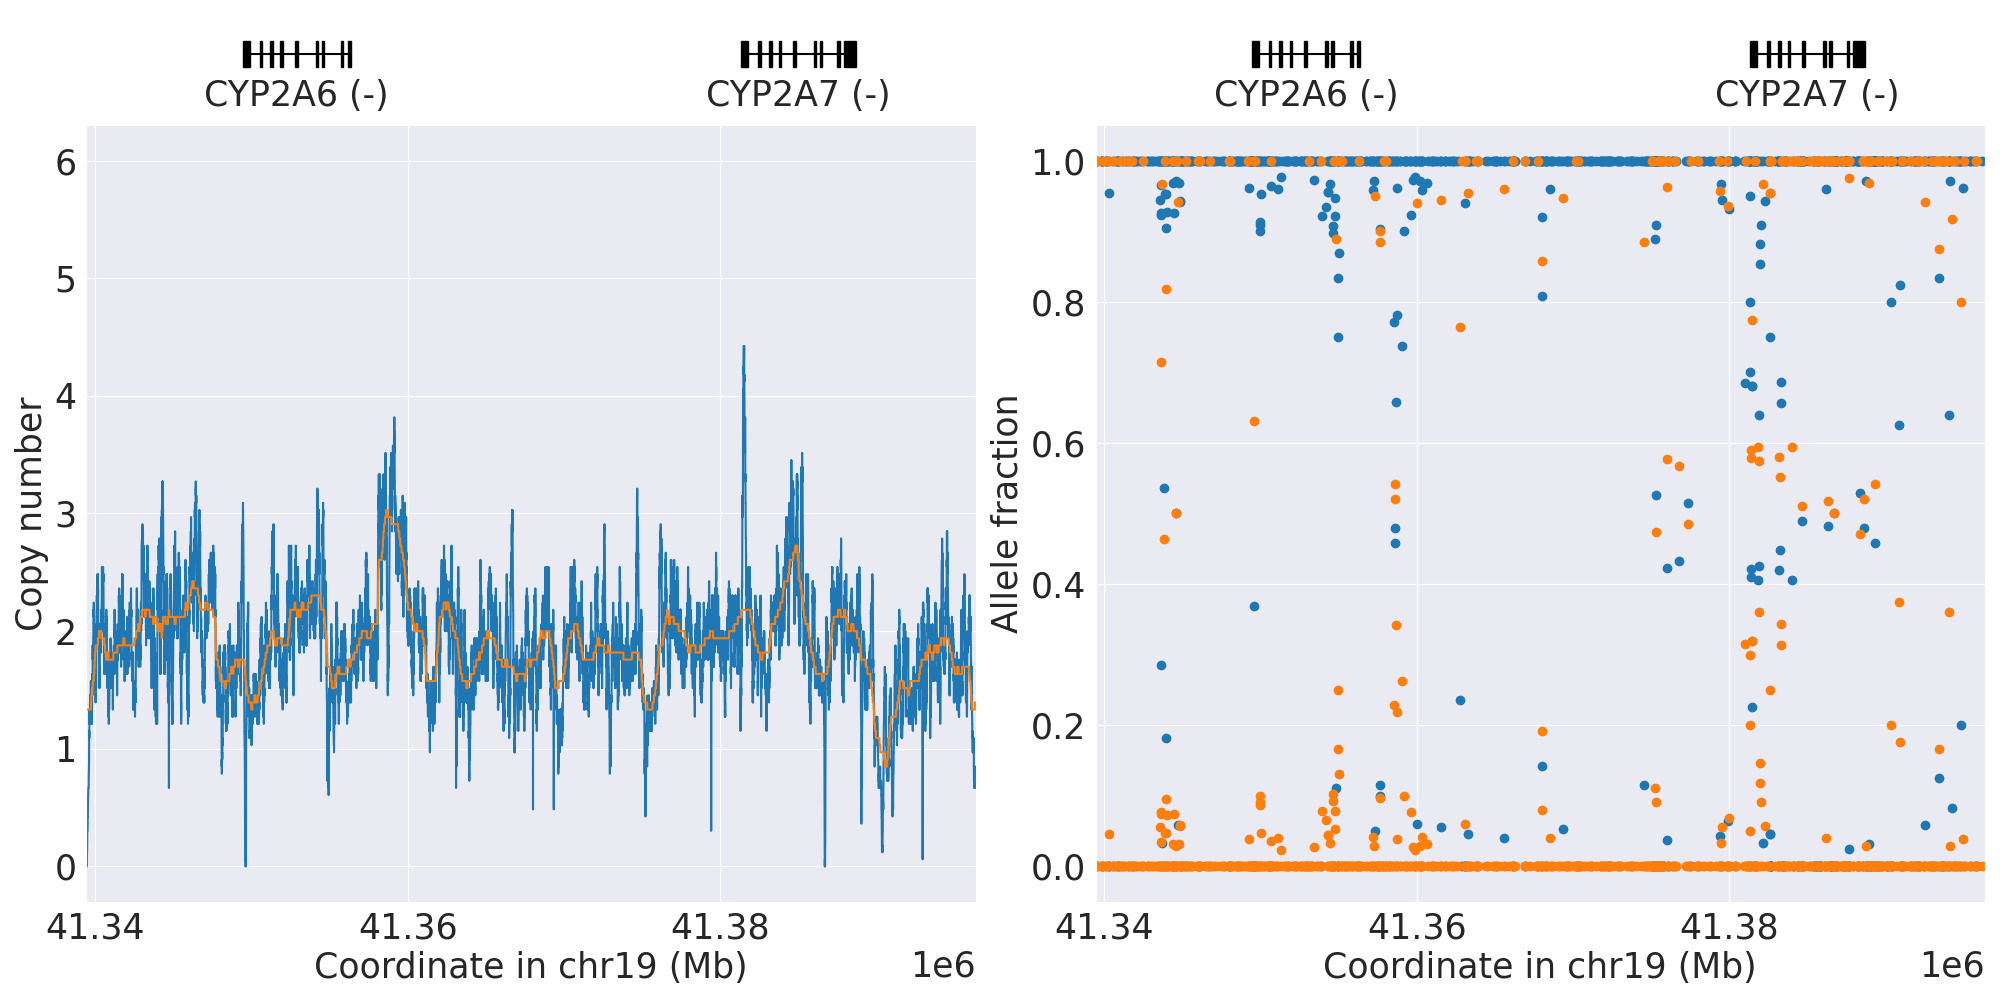 CYP2A6 (-)
CYP2A7 (-)
6
5
4
3
2
1
0
Copy number
41.34
41.36
41.38
Coordinate in chr19 (Mb)
1e6
CYP2A6 (-)
CYP2A7 (-)
1.0
0.8
0.6
0.4
0.2
0.0
Allele fraction
41.34
41.36
41.38
Coordinate in chr19 (Mb)
1e6